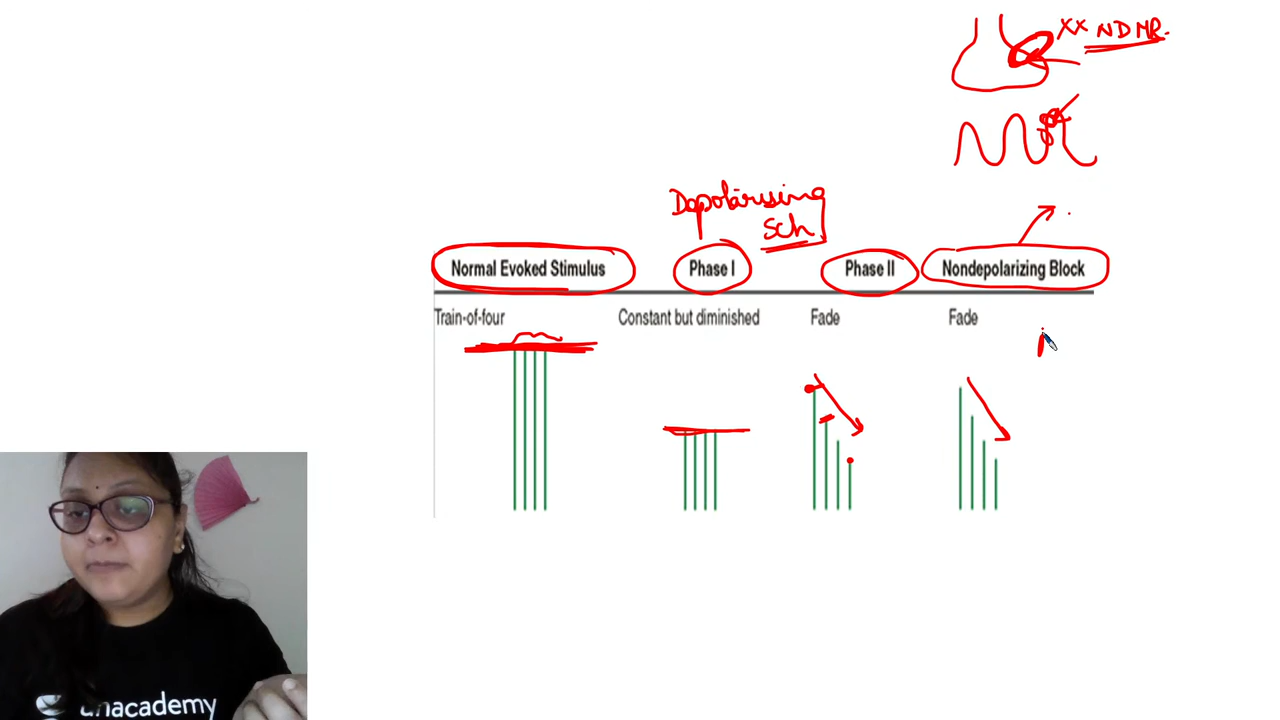 XX NDMR.
Depolarising
Sch
Normal Evoked Stimulus Phase I Phase II Nondepolarizing Block
Train-of-four Constant but diminished Fade Fade
unacademy